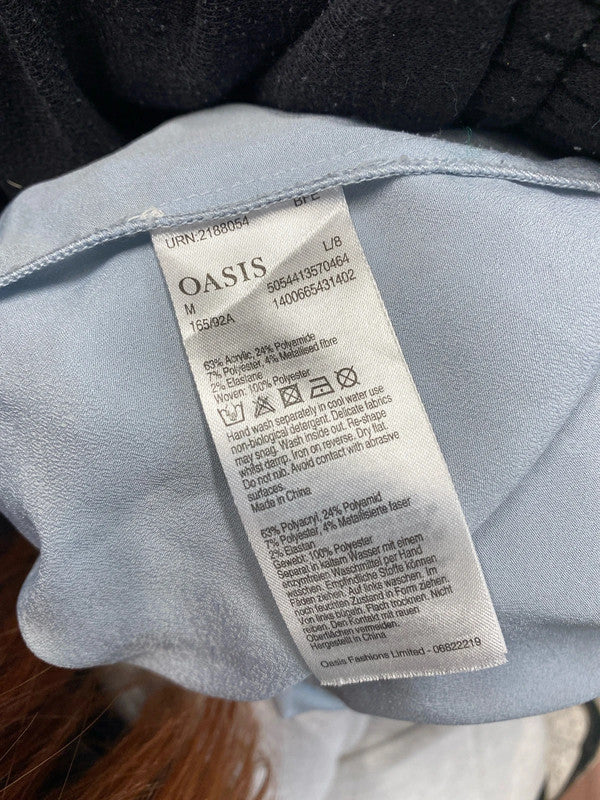 URN:2188054 BFE
OASIS L/8
M 5054413570464
165/92A 1400665431402
63% Acrylic, 24% Polyamide
7% Polyester, 4% Metallised fibre
2% Elastane
Woven: 100% Polyester
Hand wash separately in cool water use
non-biological detergent. Delicate fabrics
may snag. Wash inside out. Re-shape
whilst damp. Iron on reverse. Dry flat.
Do not rub. Avoid contact with abrasive
surfaces.
Made in China
63% Polyacryl, 24% Polyamid
7% Polyester, 4% Metallisierte faser
2% Elastan
Gewebt: 100% Polyester
Separat in kaltem Wasser mit einem
enzymfreien Waschmittel per Hand
waschen. Empfindliche Stoffe können
Fäden ziehen. Auf links waschen. Im
noch feuchten Zustand in Form ziehen.
Von links bügeln. Flach trocknen. Nicht
reiben. Den Kontakt mit rauen
Oberflächen vermeiden.
Hergestellt in China
Oasis Fashions Limited - 06822219